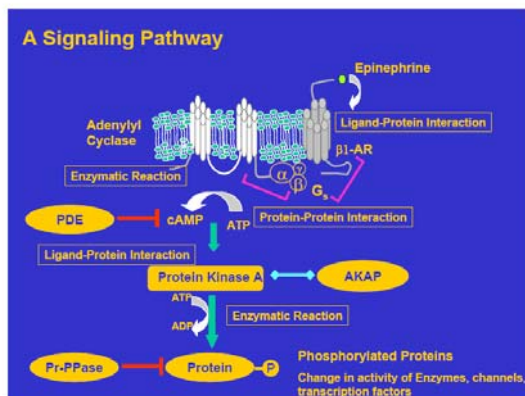 A Signaling Pathway
Epinephrine
Ligand-Protein Interaction
Adenylyl
Cyclase
β1-AR
Enzymatic Reaction
α
γ
β
Gs
PDE
cAMP
ATP
Protein-Protein Interaction
Ligand-Protein Interaction
Protein Kinase A
AKAP
ATP
ADP
Enzymatic Reaction
Pr-PPase
Protein
P
Phosphorylated Proteins
Change in activity of Enzymes, channels,
transcription factors